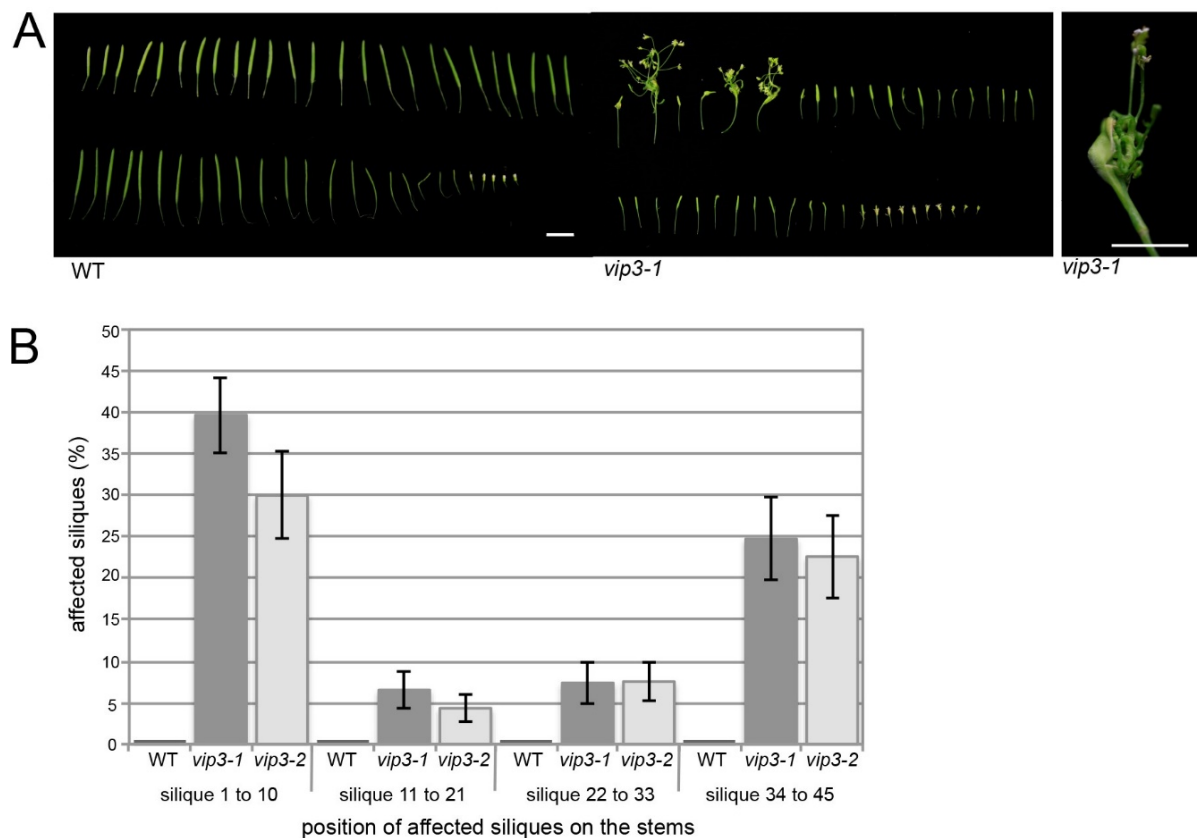 A
WT
vip3-1
vip3-1
B
50
45
40
35
30
25
20
15
10
5
0
affected siliques (%)
WT vip3-1 vip3-2 WT vip3-1 vip3-2 WT vip3-1 vip3-2 WT vip3-1 vip3-2
silique 1 to 10 silique 11 to 21 silique 22 to 33 silique 34 to 45
position of affected siliques on the stems